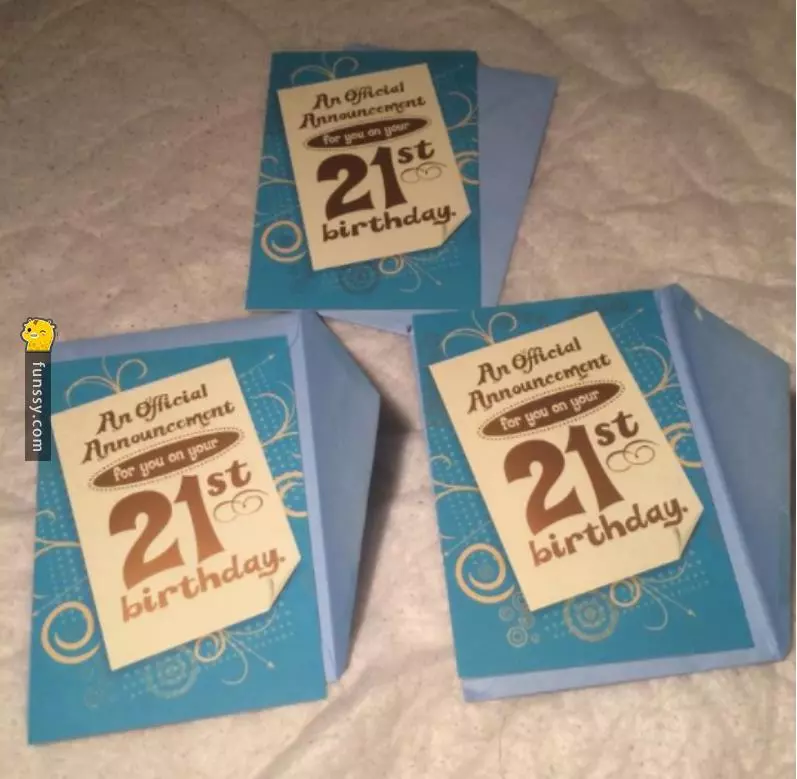 An Official
Announcement
for you on your
21st
birthday.
An Official
Announcement
for you on your
21st
birthday.
An Official
Announcement
for you on your
21st
birthday.
funssy.com